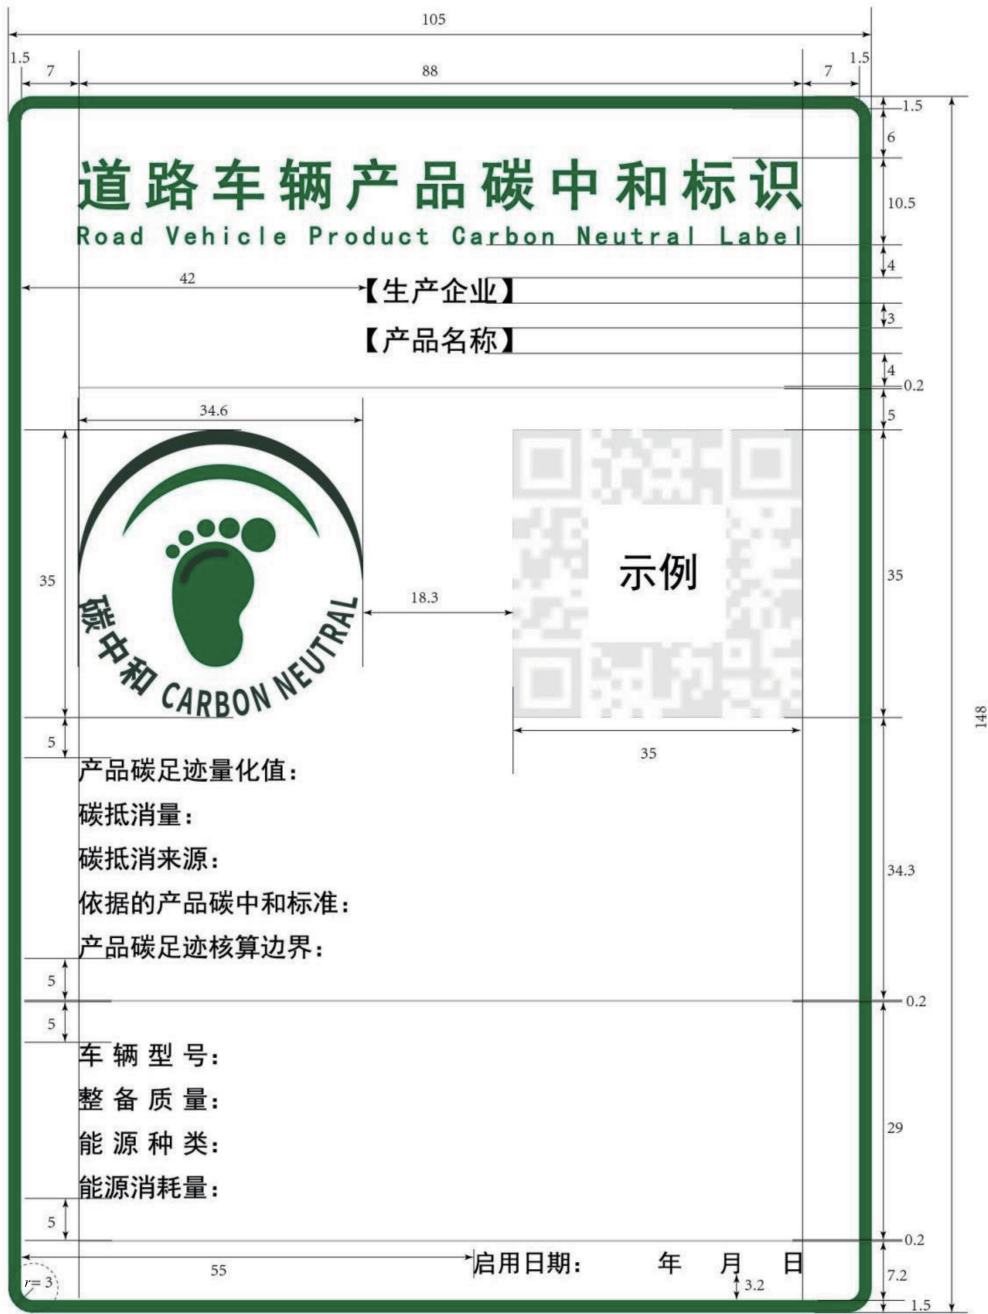 105
1.5
1.5
7
88
7
1.5
6
道路车辆产品碳中和标识
10.5
Road Vehicle Product Carbon Neutral Label
4
42
【生产企业】
3
【产品名称】
4
0.2
5
34.6
35
示例
35
18.3
碳中和 CARBON NEUTRAL
148
5
35
产品碳足迹量化值：
碳抵消量：
碳抵消来源：
34.3
依据的产品碳中和标准：
产品碳足迹核算边界：
5
0.2
5
车辆型号：
整备质量：
29
能源种类：
能源消耗量：
5
0.2
55
启用日期： 年 月 日
r=3
3.2
7.2
1.5